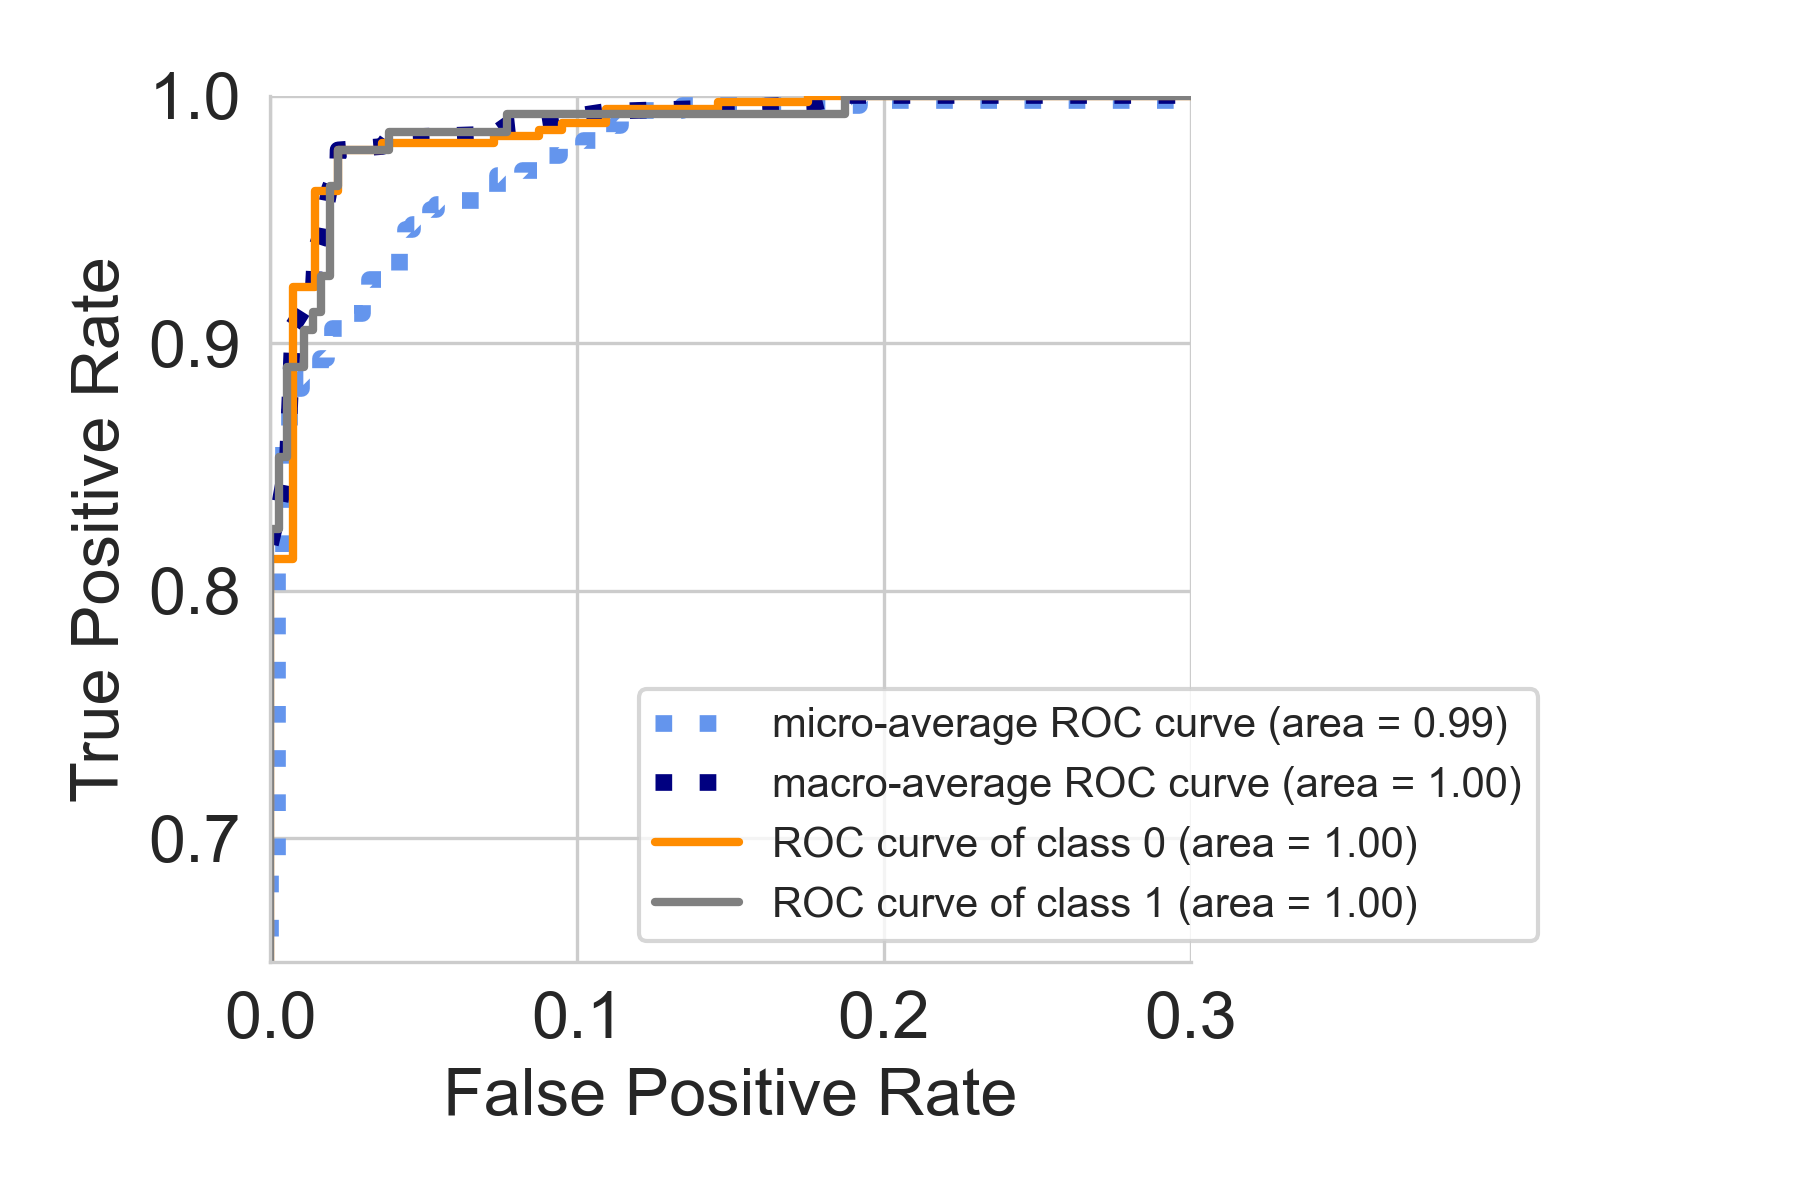 1.0
0.9
0.8
0.7
True Positive Rate
0.0 0.1 0.2 0.3
False Positive Rate
micro-average ROC curve (area = 0.99)
macro-average ROC curve (area = 1.00)
ROC curve of class 0 (area = 1.00)
ROC curve of class 1 (area = 1.00)